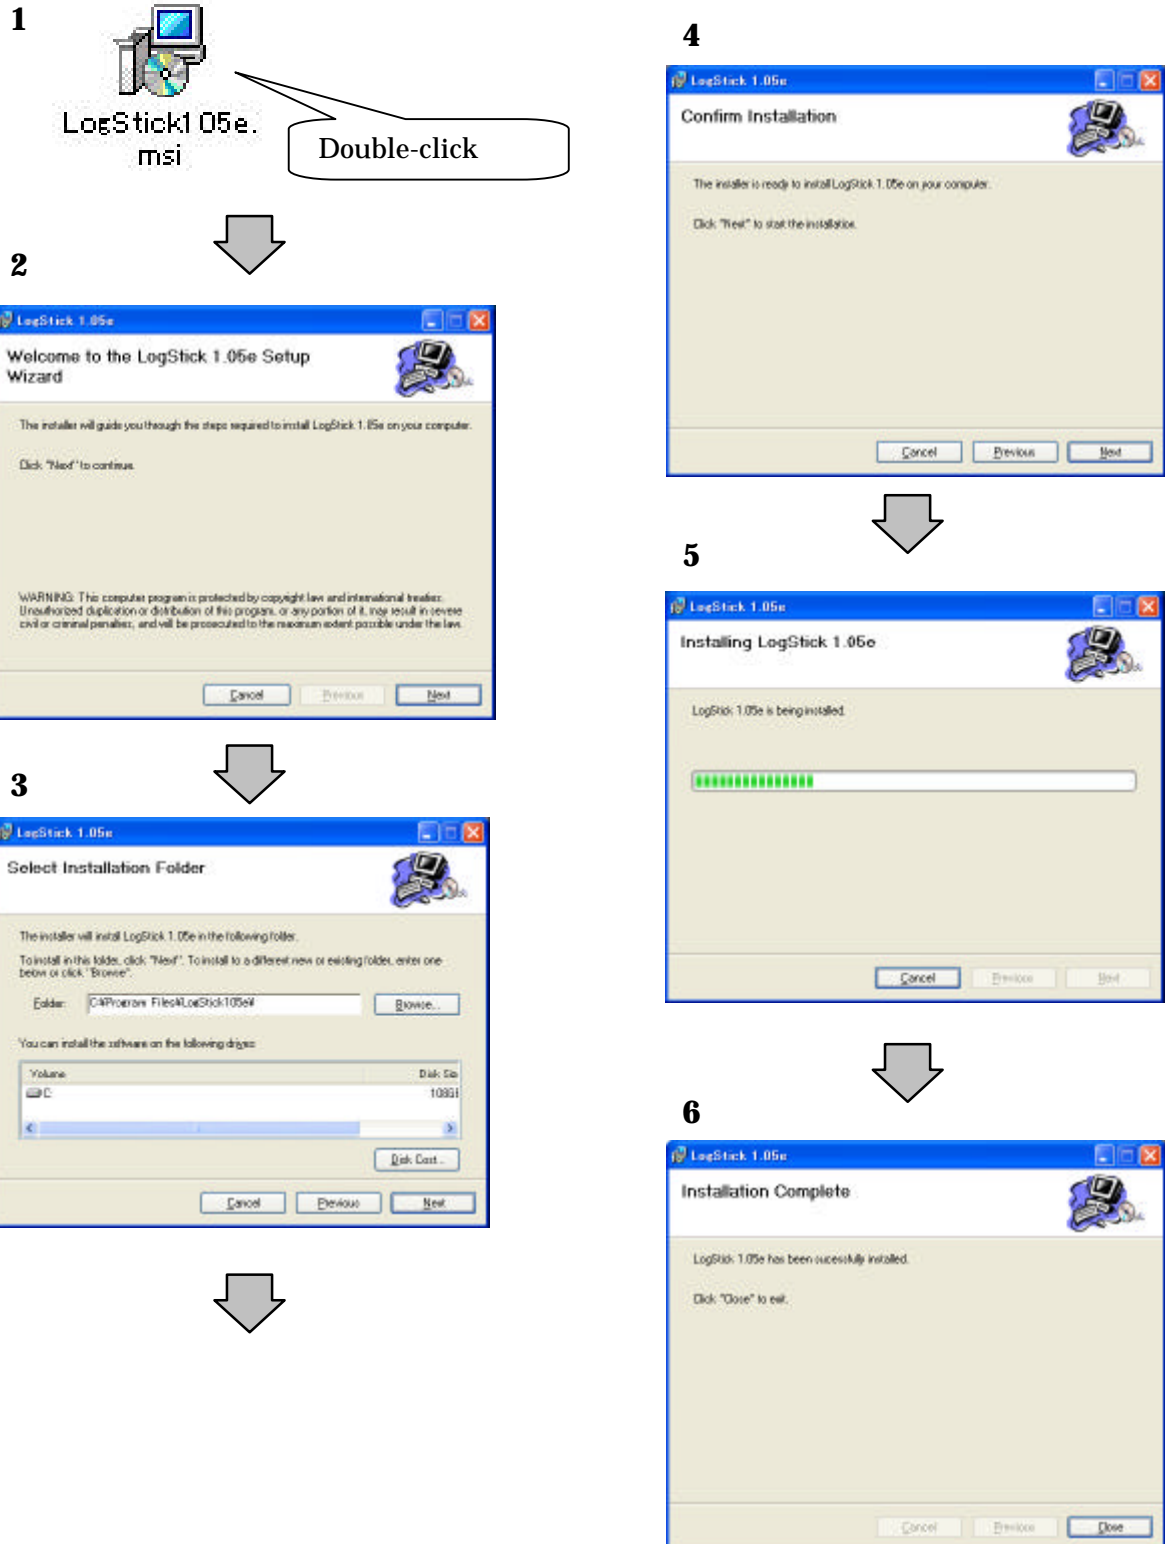 1
LogStick105e.
msi
Double-click
2
LogStick 1.05e
Welcome to the LogStick 1.05e Setup
Wizard
The installer will guide you through the steps required to install LogStick 1.05e on your computer.
Click "Next" to continue.
WARNING: This computer program is protected by copyright law and international treaties.
Unauthorized duplication or distribution of this program, or any portion of it, may result in severe
civil or criminal penalties, and will be prosecuted to the maximum extent possible under the law.
Cancel Previous Next
3
LogStick 1.05e
Select Installation Folder
The installer will install LogStick 1.05e in the following folder.
To install in this folder, click "Next". To install to a different new or existing folder, enter one
below or click "Browse".
Folder: C:¥Program Files¥LogStick105e¥ Browse...
You can install the software on the following drives:
Volume Disk Siz
C: 108GB
Disk Cost...
Cancel Previous Next
4
LogStick 1.05e
Confirm Installation
The installer is ready to install LogStick 1.05e on your computer.
Click "Next" to start the installation.
Cancel Previous Next
5
LogStick 1.05e
Installing LogStick 1.05e
LogStick 1.05e is being installed.
Cancel Previous Next
6
LogStick 1.05e
Installation Complete
LogStick 1.05e has been sucessfully installed.
Click "Close" to exit.
Cancel Previous Close